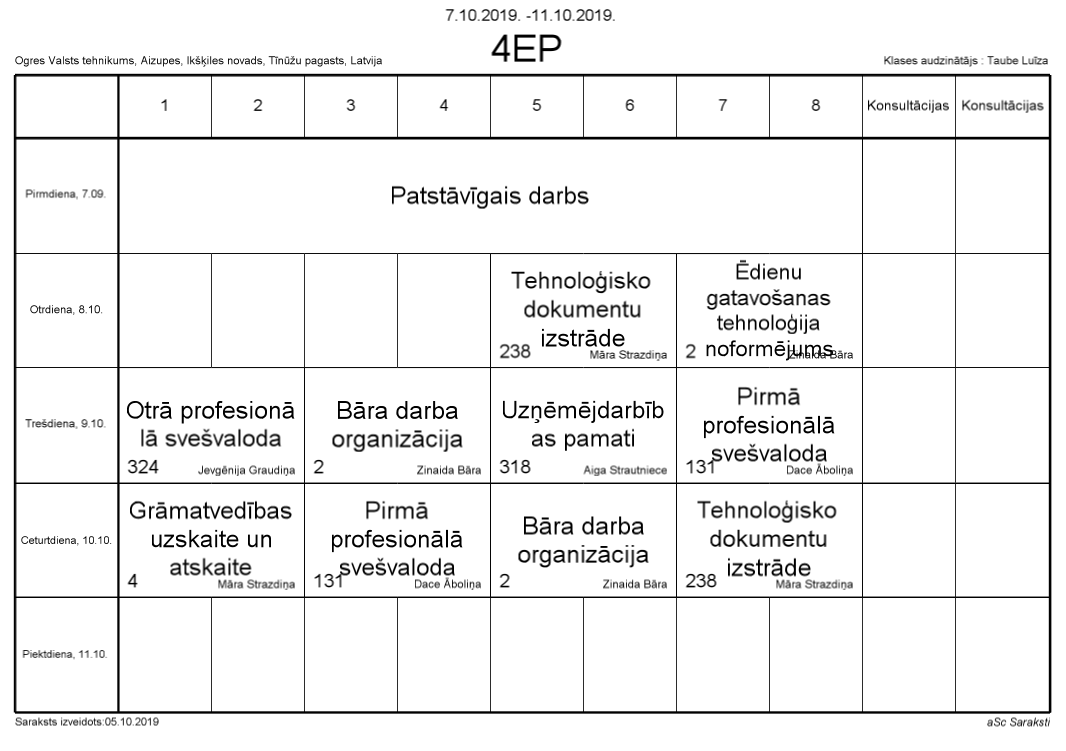 7.10.2019. -11.10.2019.
4EP
Ogres Valsts tehnikums, Aizupes, Ikšķiles novads, Tīnūžu pagasts, Latvija
Klases audzinātājs : Taube Luīza
1 2 3 4 5 6 7 8 Konsultācijas Konsultācijas
Pirmdiena, 7.09.
Patstāvīgais darbs
Otrdiena, 8.10.
Tehnoloģisko
dokumentu
izstrāde
238 Māra Strazdiņa
Ēdienu
gatavošanas
tehnoloģija
noformējums
2 Zinaida Bāra
Trešdiena, 9.10.
Otrā profesionā
lā svešvaloda
324 Jevgēnija Graudiņa
Bāra darba
organizācija
2 Zinaida Bāra
Uzņēmējdarbīb
as pamati
318 Aiga Strautniece
Pirmā
profesionālā
svešvaloda
131 Dace Āboliņa
Ceturtdiena, 10.10.
Grāmatvedības
uzskaite un
atskaite
4 Māra Strazdiņa
Pirmā
profesionālā
svešvaloda
131 Dace Āboliņa
Bāra darba
organizācija
2 Zinaida Bāra
Tehnoloģisko
dokumentu
izstrāde
238 Māra Strazdiņa
Piektdiena, 11.10.
Saraksts izveidots:05.10.2019
aSc Saraksti